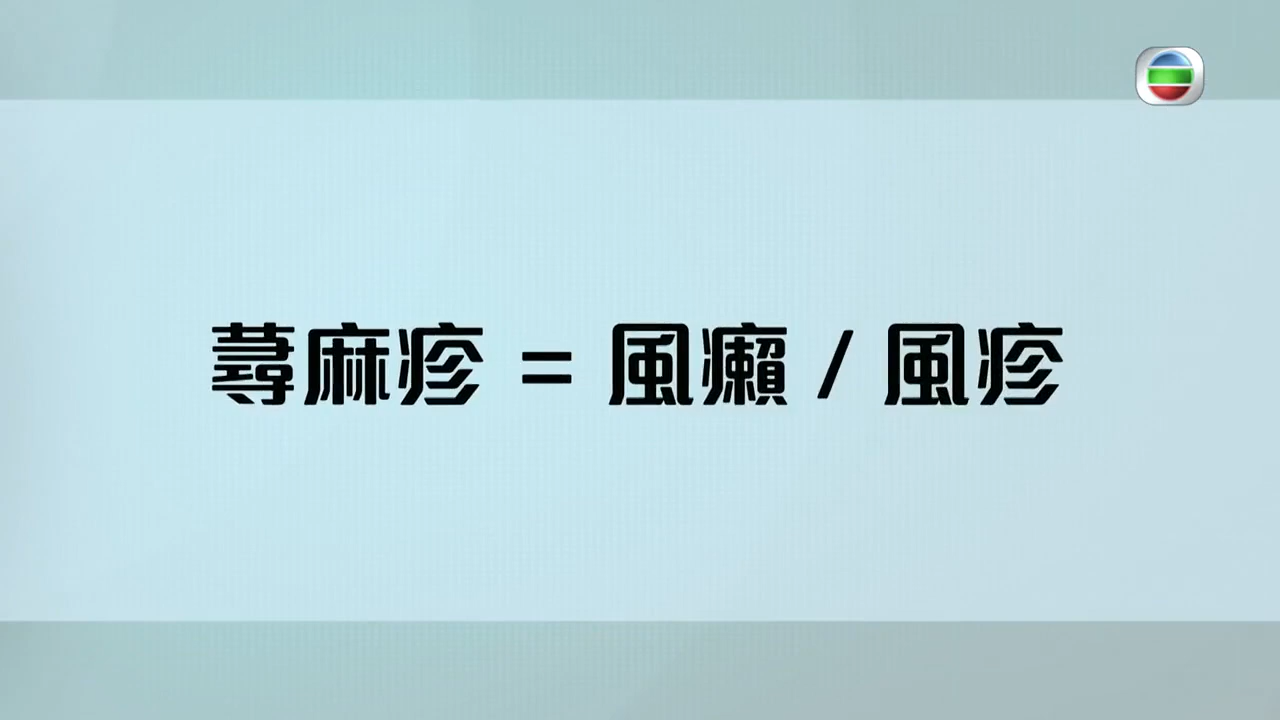 蕁麻疹 = 風癩 / 風疹